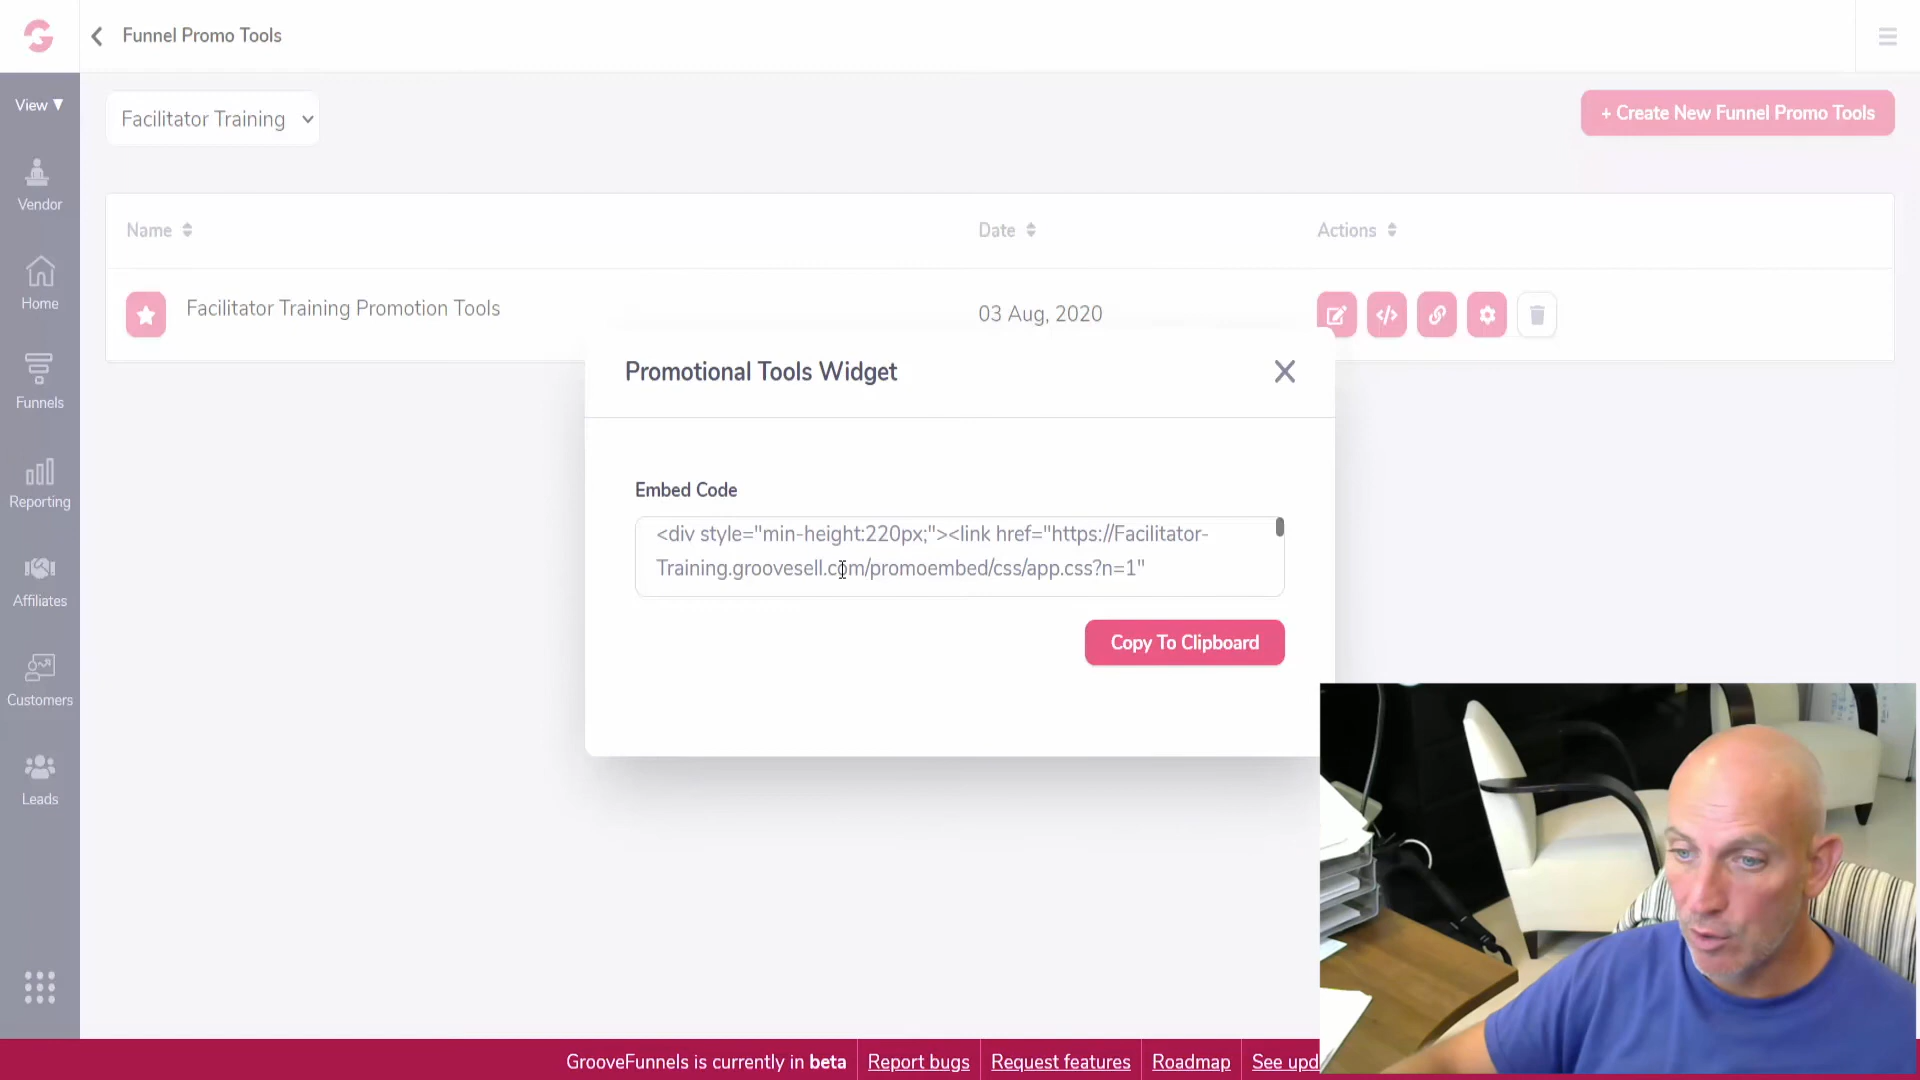 Funnel Promo Tools
View ▼
Facilitator Training
+ Create New Funnel Promo Tools
Vendor
Name
Date
Actions
Home
Facilitator Training Promotion Tools
03 Aug, 2020
Funnels
Promotional Tools Widget
Reporting
Embed Code
<div style="min-height:220px;"><link href="https://Facilitator-
Training.groovesell.com/promoembed/css/app.css?n=1"
Affiliates
Copy To Clipboard
Customers
Leads
GrooveFunnels is currently in beta
Report bugs
Request features
Roadmap
See upd